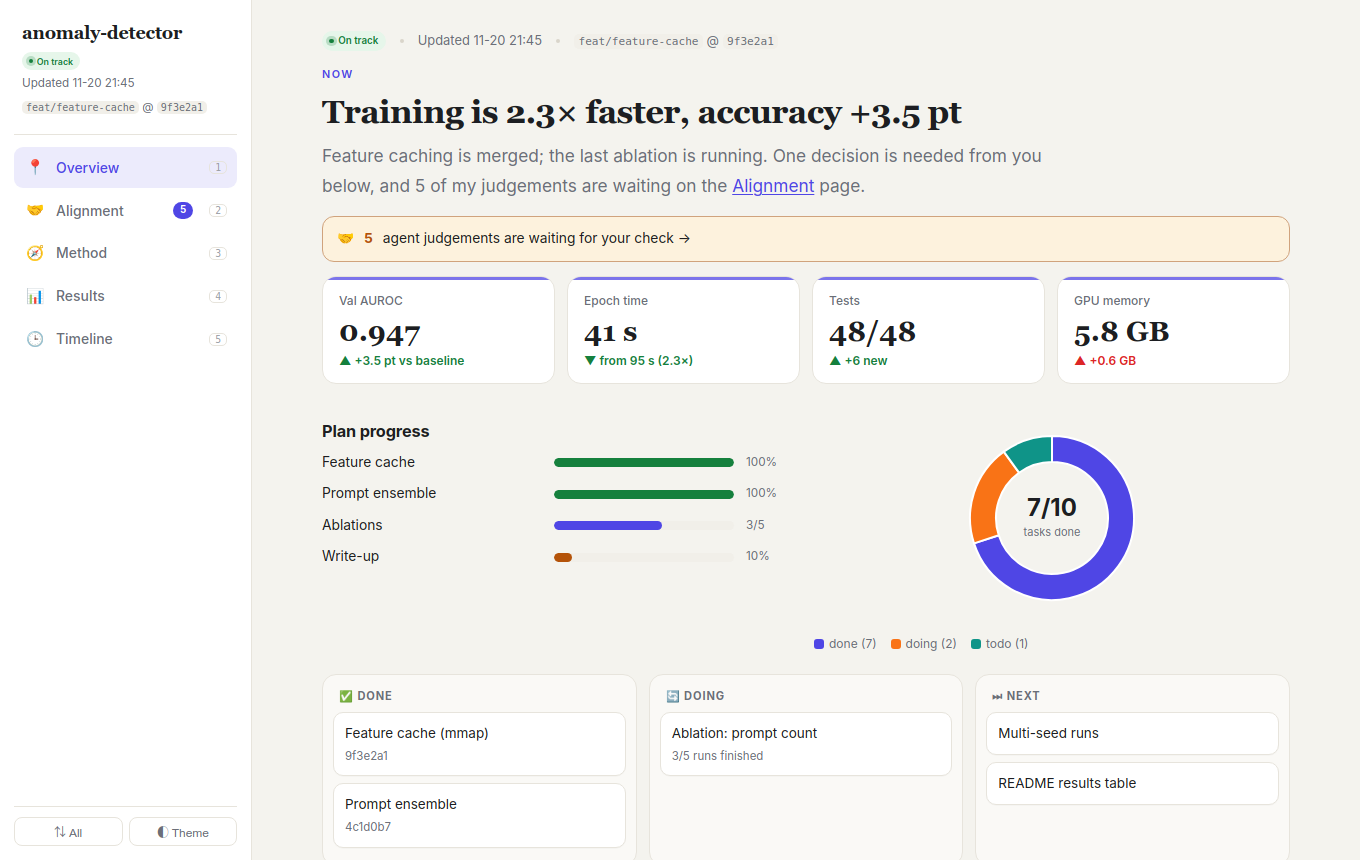 anomaly-detector
On track
Updated 11-20 21:45
feat/feature-cache @ 9f3e2a1
Overview 1
Alignment 5 2
Method 3
Results 4
Timeline 5
All
Theme
On track • Updated 11-20 21:45 • feat/feature-cache @ 9f3e2a1
NOW
Training is 2.3× faster, accuracy +3.5 pt
Feature caching is merged; the last ablation is running. One decision is needed from you
below, and 5 of my judgements are waiting on the Alignment page.
5 agent judgements are waiting for your check →
Val AUROC
0.947
▲ +3.5 pt vs baseline
Epoch time
41 s
▼ from 95 s (2.3×)
Tests
48/48
▲ +6 new
GPU memory
5.8 GB
▲ +0.6 GB
Plan progress
Feature cache 100%
Prompt ensemble 100%
Ablations 3/5
Write-up 10%
7/10
tasks done
done (7) doing (2) todo (1)
DONE
Feature cache (mmap)
9f3e2a1
Prompt ensemble
4c1d0b7
DOING
Ablation: prompt count
3/5 runs finished
NEXT
Multi-seed runs
README results table